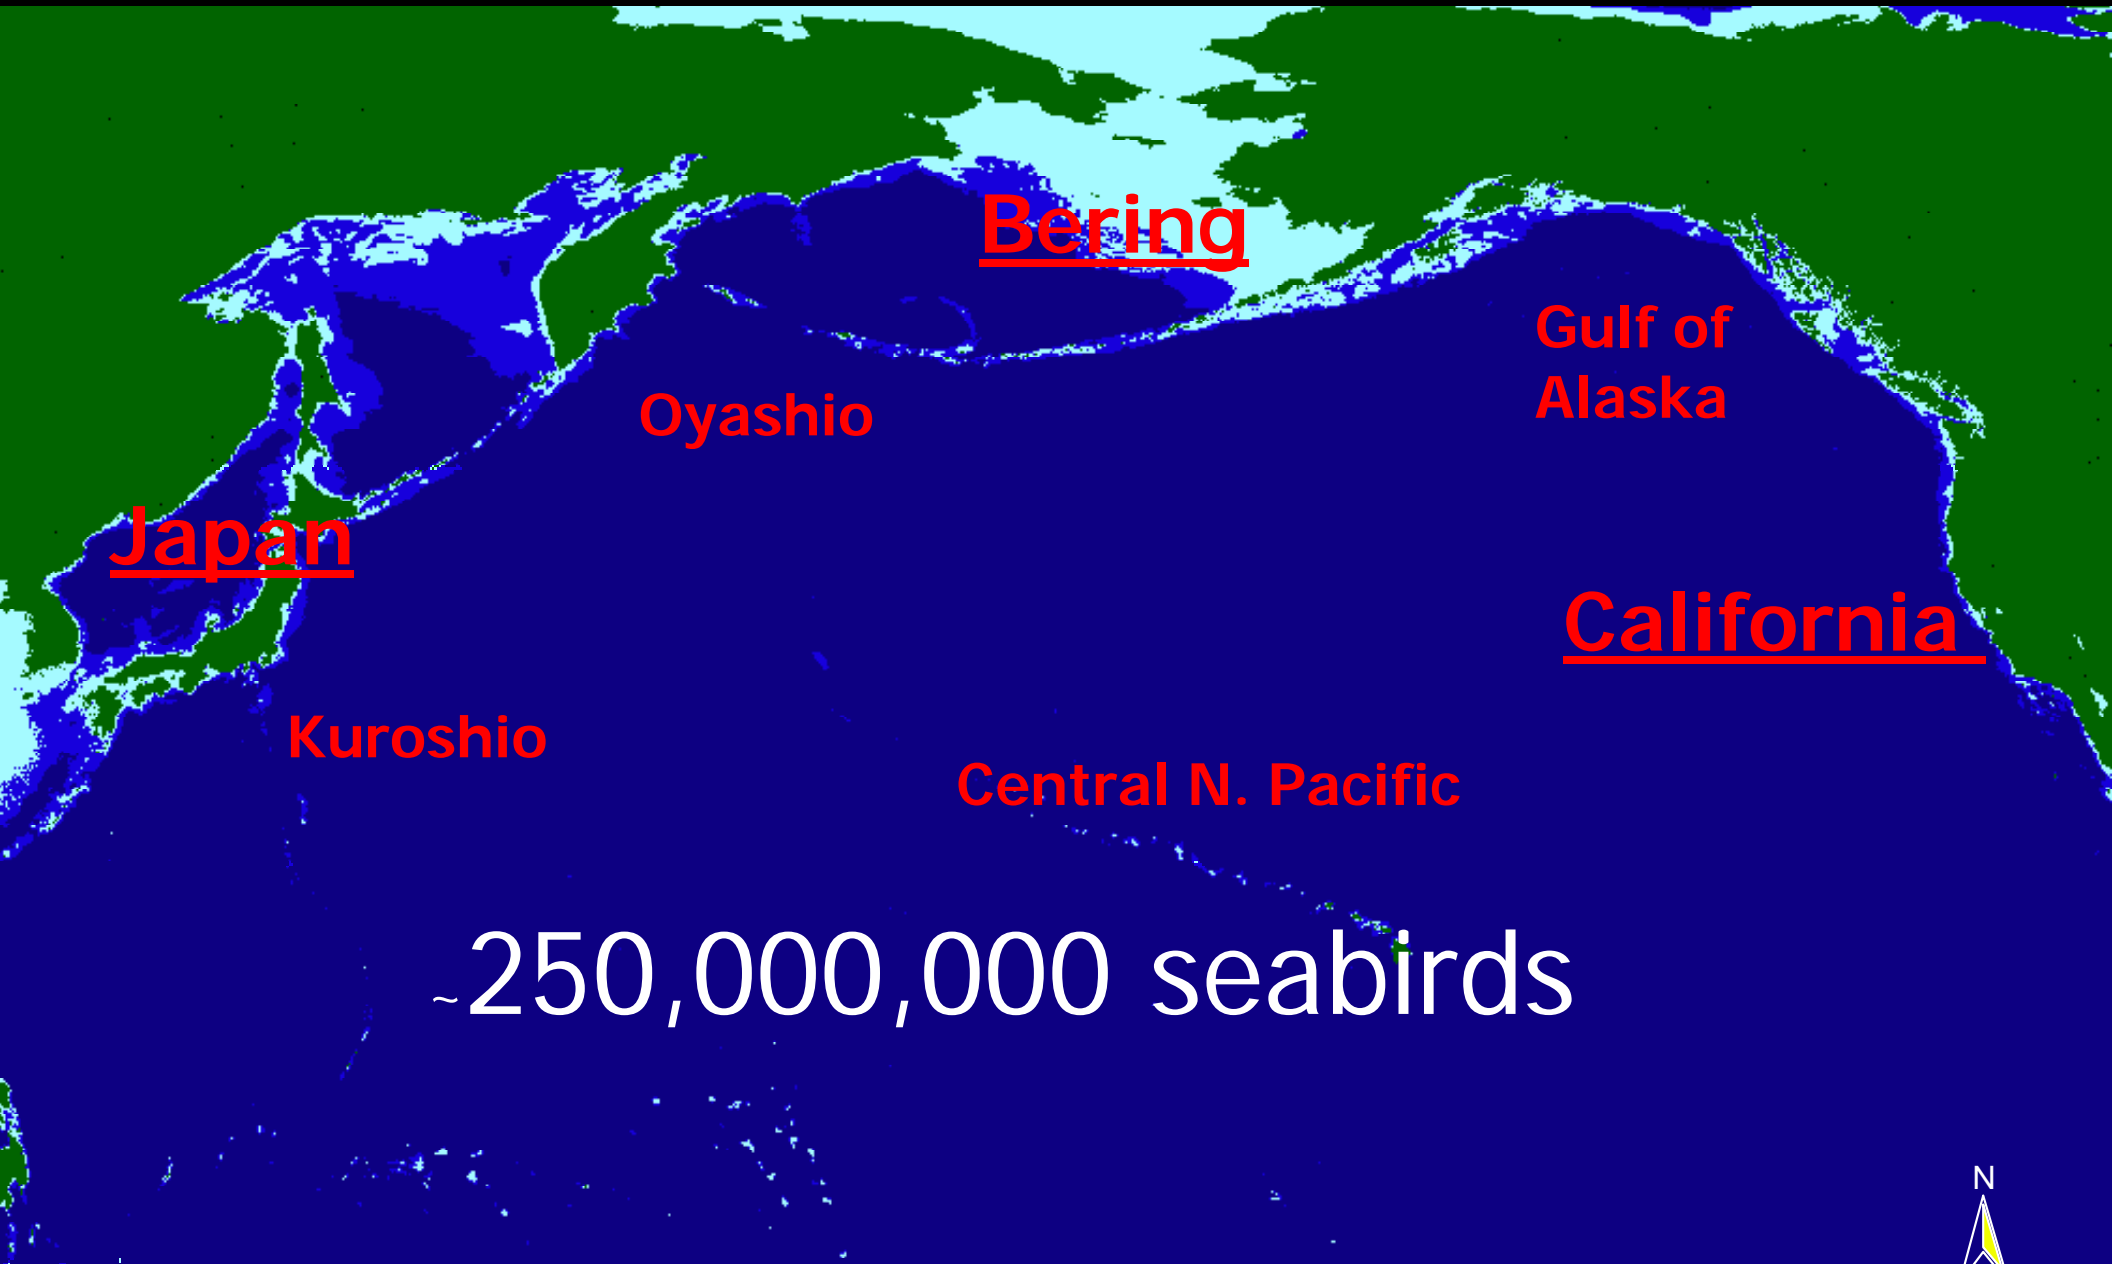 Bering
Gulf of
Alaska
Oyashio
Japan
California
Kuroshio
Central N. Pacific
~250,000,000 seabirds
N